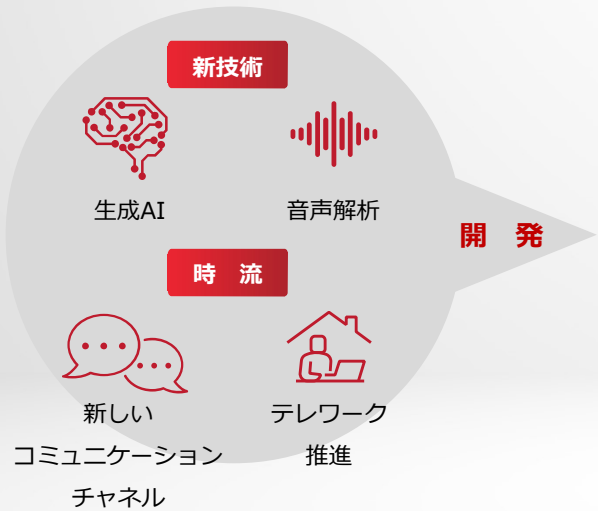 新技術
生成AI
音声解析
開 発
時 流
新しい
コミュニケーション
チャネル
テレワーク
推進